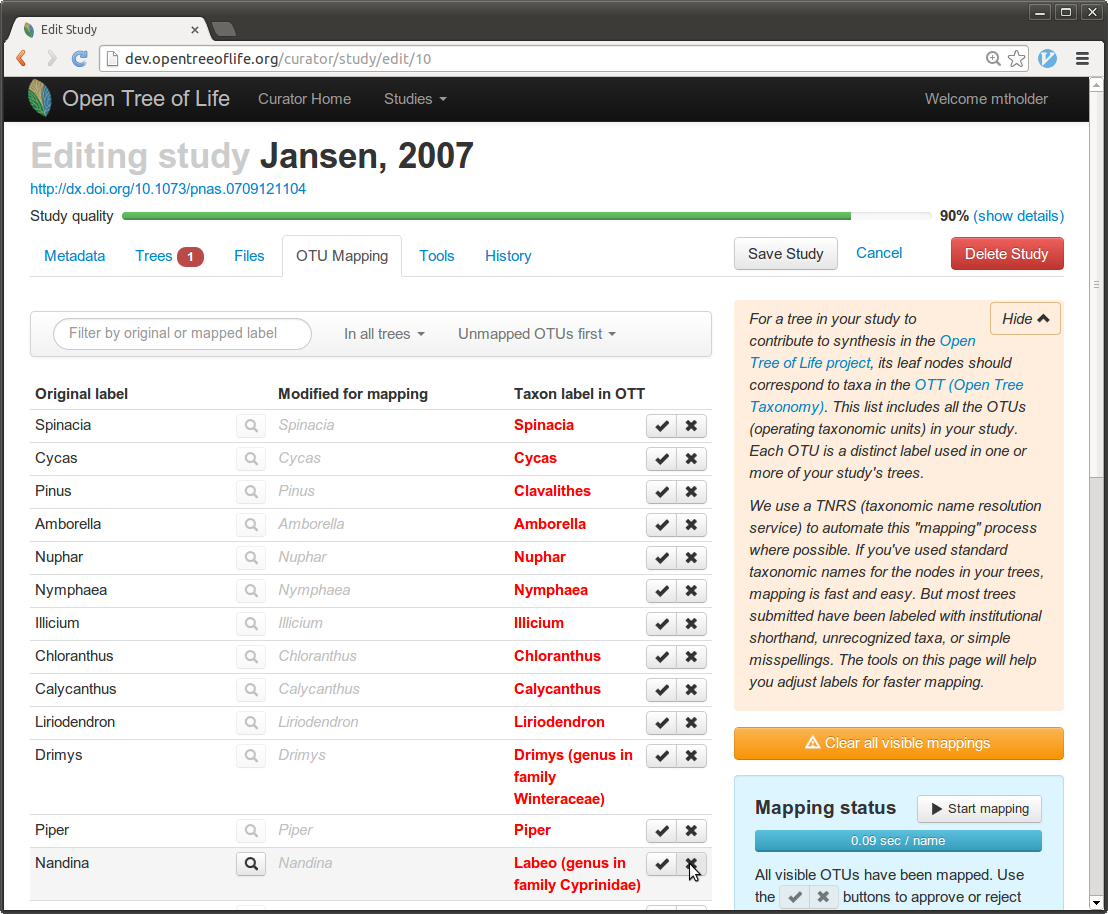 Edit Study
dev.opentreeoflife.org/curator/study/edit/10
Open Tree of Life Curator Home Studies Welcome mtholder
Editing study Jansen, 2007
http://dx.doi.org/10.1073/pnas.0709121104
Study quality 90% (show details)
Metadata Trees 1 Files OTU Mapping Tools History Save Study Cancel Delete Study
Filter by original or mapped label In all trees Unmapped OTUs first
Original label Modified for mapping Taxon label in OTT
Spinacia Spinacia Spinacia
Cycas Cycas Cycas
Pinus Pinus Clavalithes
Amborella Amborella Amborella
Nuphar Nuphar Nuphar
Nymphaea Nymphaea Nymphaea
Illicium Illicium Illicium
Chloranthus Chloranthus Chloranthus
Calycanthus Calycanthus Calycanthus
Liriodendron Liriodendron Liriodendron
Drimys Drimys Drimys (genus in
family
Winteraceae)
Piper Piper Piper
Nandina Nandina Labeo (genus in
family Cyprinidae)
Hide
For a tree in your study to
contribute to synthesis in the Open
Tree of Life project, its leaf nodes should
correspond to taxa in the OTT (Open Tree
Taxonomy). This list includes all the OTUs
(operating taxonomic units) in your study.
Each OTU is a distinct label used in one or
more of your study's trees.
We use a TNRS (taxonomic name resolution
service) to automate this "mapping" process
where possible. If you've used standard
taxonomic names for the nodes in your trees,
mapping is fast and easy. But most trees
submitted have been labeled with institutional
shorthand, unrecognized taxa, or simple
misspellings. The tools on this page will help
you adjust labels for faster mapping.
Clear all visible mappings
Mapping status Start mapping
0.09 sec / name
All visible OTUs have been mapped. Use
the buttons to approve or reject